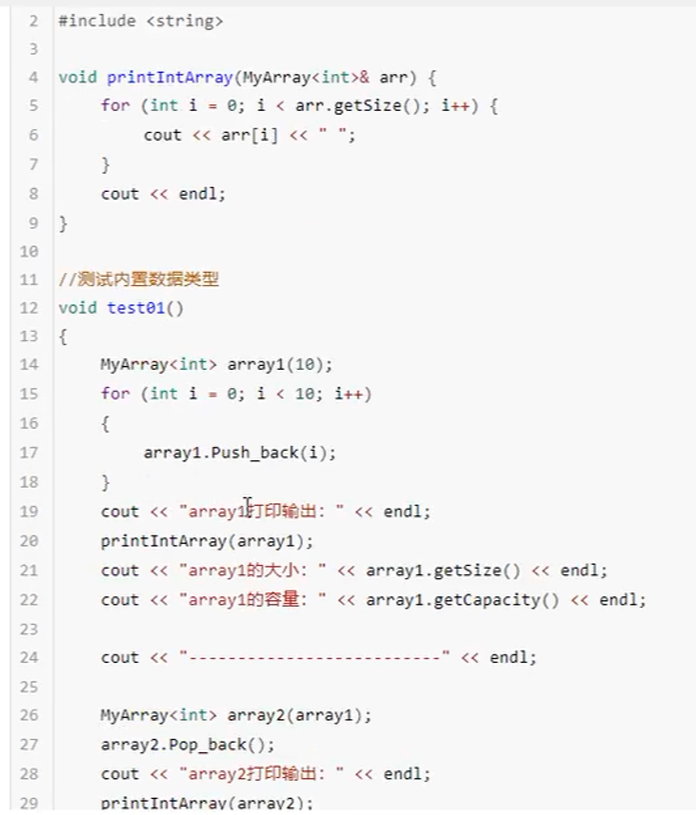 2 #include <string>
3
4 void printIntArray(MyArray<int>& arr) {
5     for (int i = 0; i < arr.getSize(); i++) {
6         cout << arr[i] << " ";
7     }
8     cout << endl;
9 }
10
11 //测试内置数据类型
12 void test01()
13 {
14     MyArray<int> array1(10);
15     for (int i = 0; i < 10; i++)
16     {
17         array1.Push_back(i);
18     }
19     cout << "array1打印输出：" << endl;
20     printIntArray(array1);
21     cout << "array1的大小：" << array1.getSize() << endl;
22     cout << "array1的容量：" << array1.getCapacity() << endl;
23
24     cout << "--------------------------" << endl;
25
26     MyArray<int> array2(array1);
27     array2.Pop_back();
28     cout << "array2打印输出：" << endl;
29     printIntArray(array2);